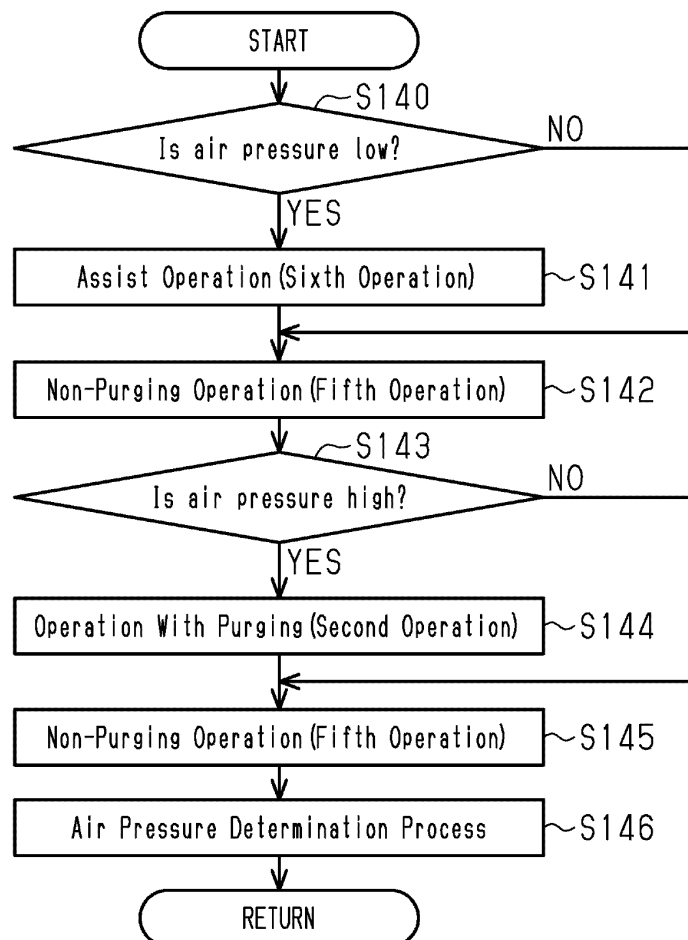 START
S140
Is air pressure low?
NO
YES
Assist Operation(Sixth Operation)
S141
Non-Purging Operation(Fifth Operation)
S142
S143
Is air pressure high?
NO
YES
Operation With Purging(Second Operation)
S144
Non-Purging Operation(Fifth Operation)
S145
Air Pressure Determination Process
S146
RETURN